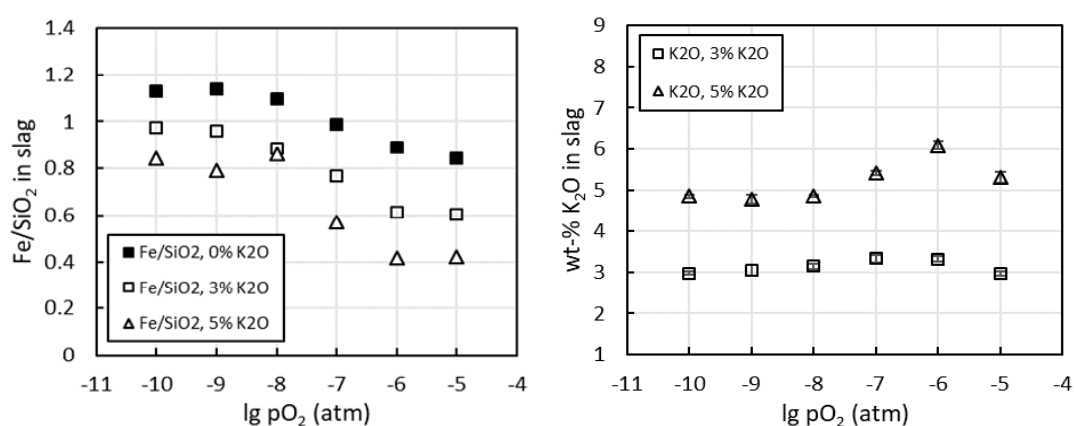 1.4
1.2
1
0.8
0.6
0.4
0.2
0
Fe/SiO₂ in slag
■ Fe/SiO2, 0% K2O
□ Fe/SiO2, 3% K2O
△ Fe/SiO2, 5% K2O
-11 -10 -9 -8 -7 -6 -5 -4
lg pO₂ (atm)
9
8
7
6
5
4
3
2
1
wt-% K₂O in slag
□ K2O, 3% K2O
△ K2O, 5% K2O
-11 -10 -9 -8 -7 -6 -5 -4
lg pO₂ (atm)